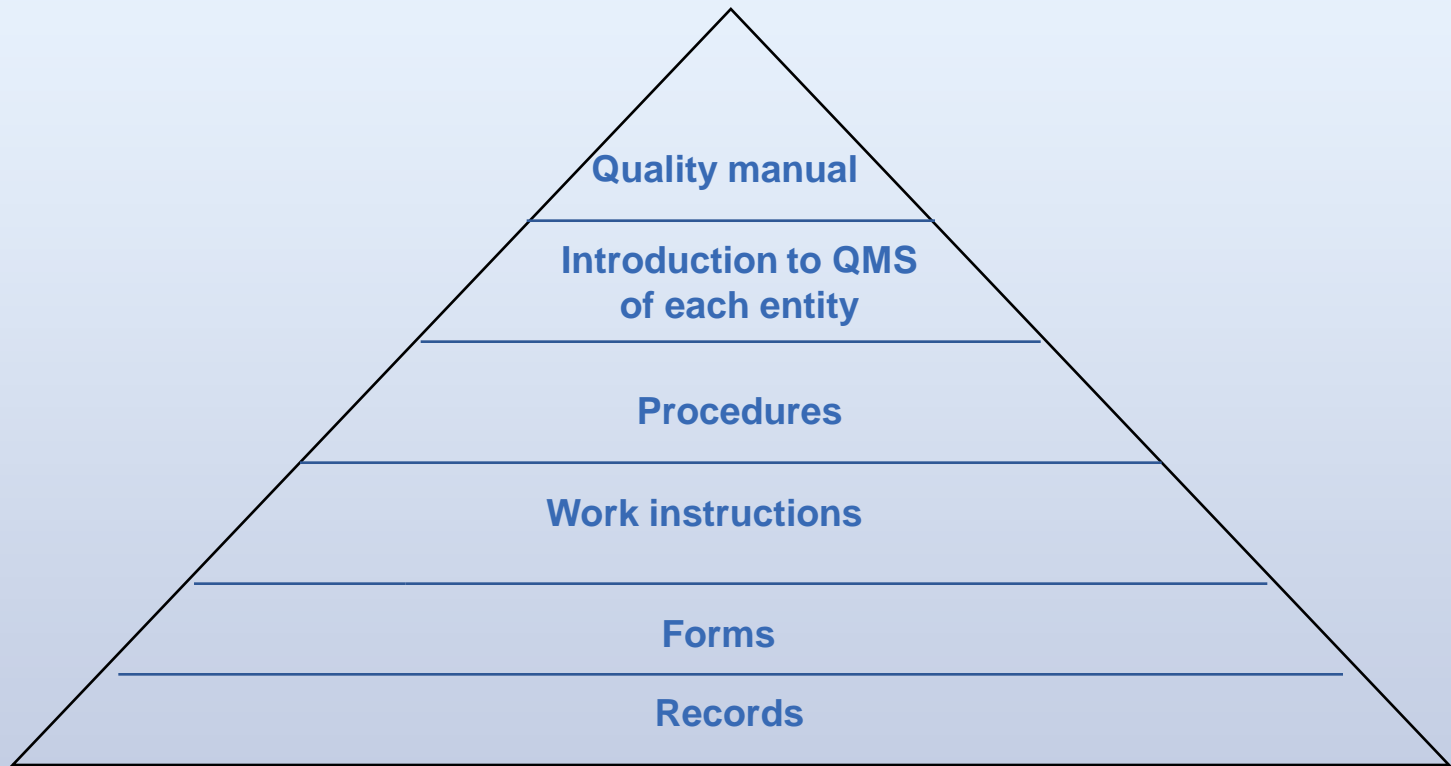 Quality manual
Introduction to QMS
of each entity
Procedures
Work instructions
Forms
Records